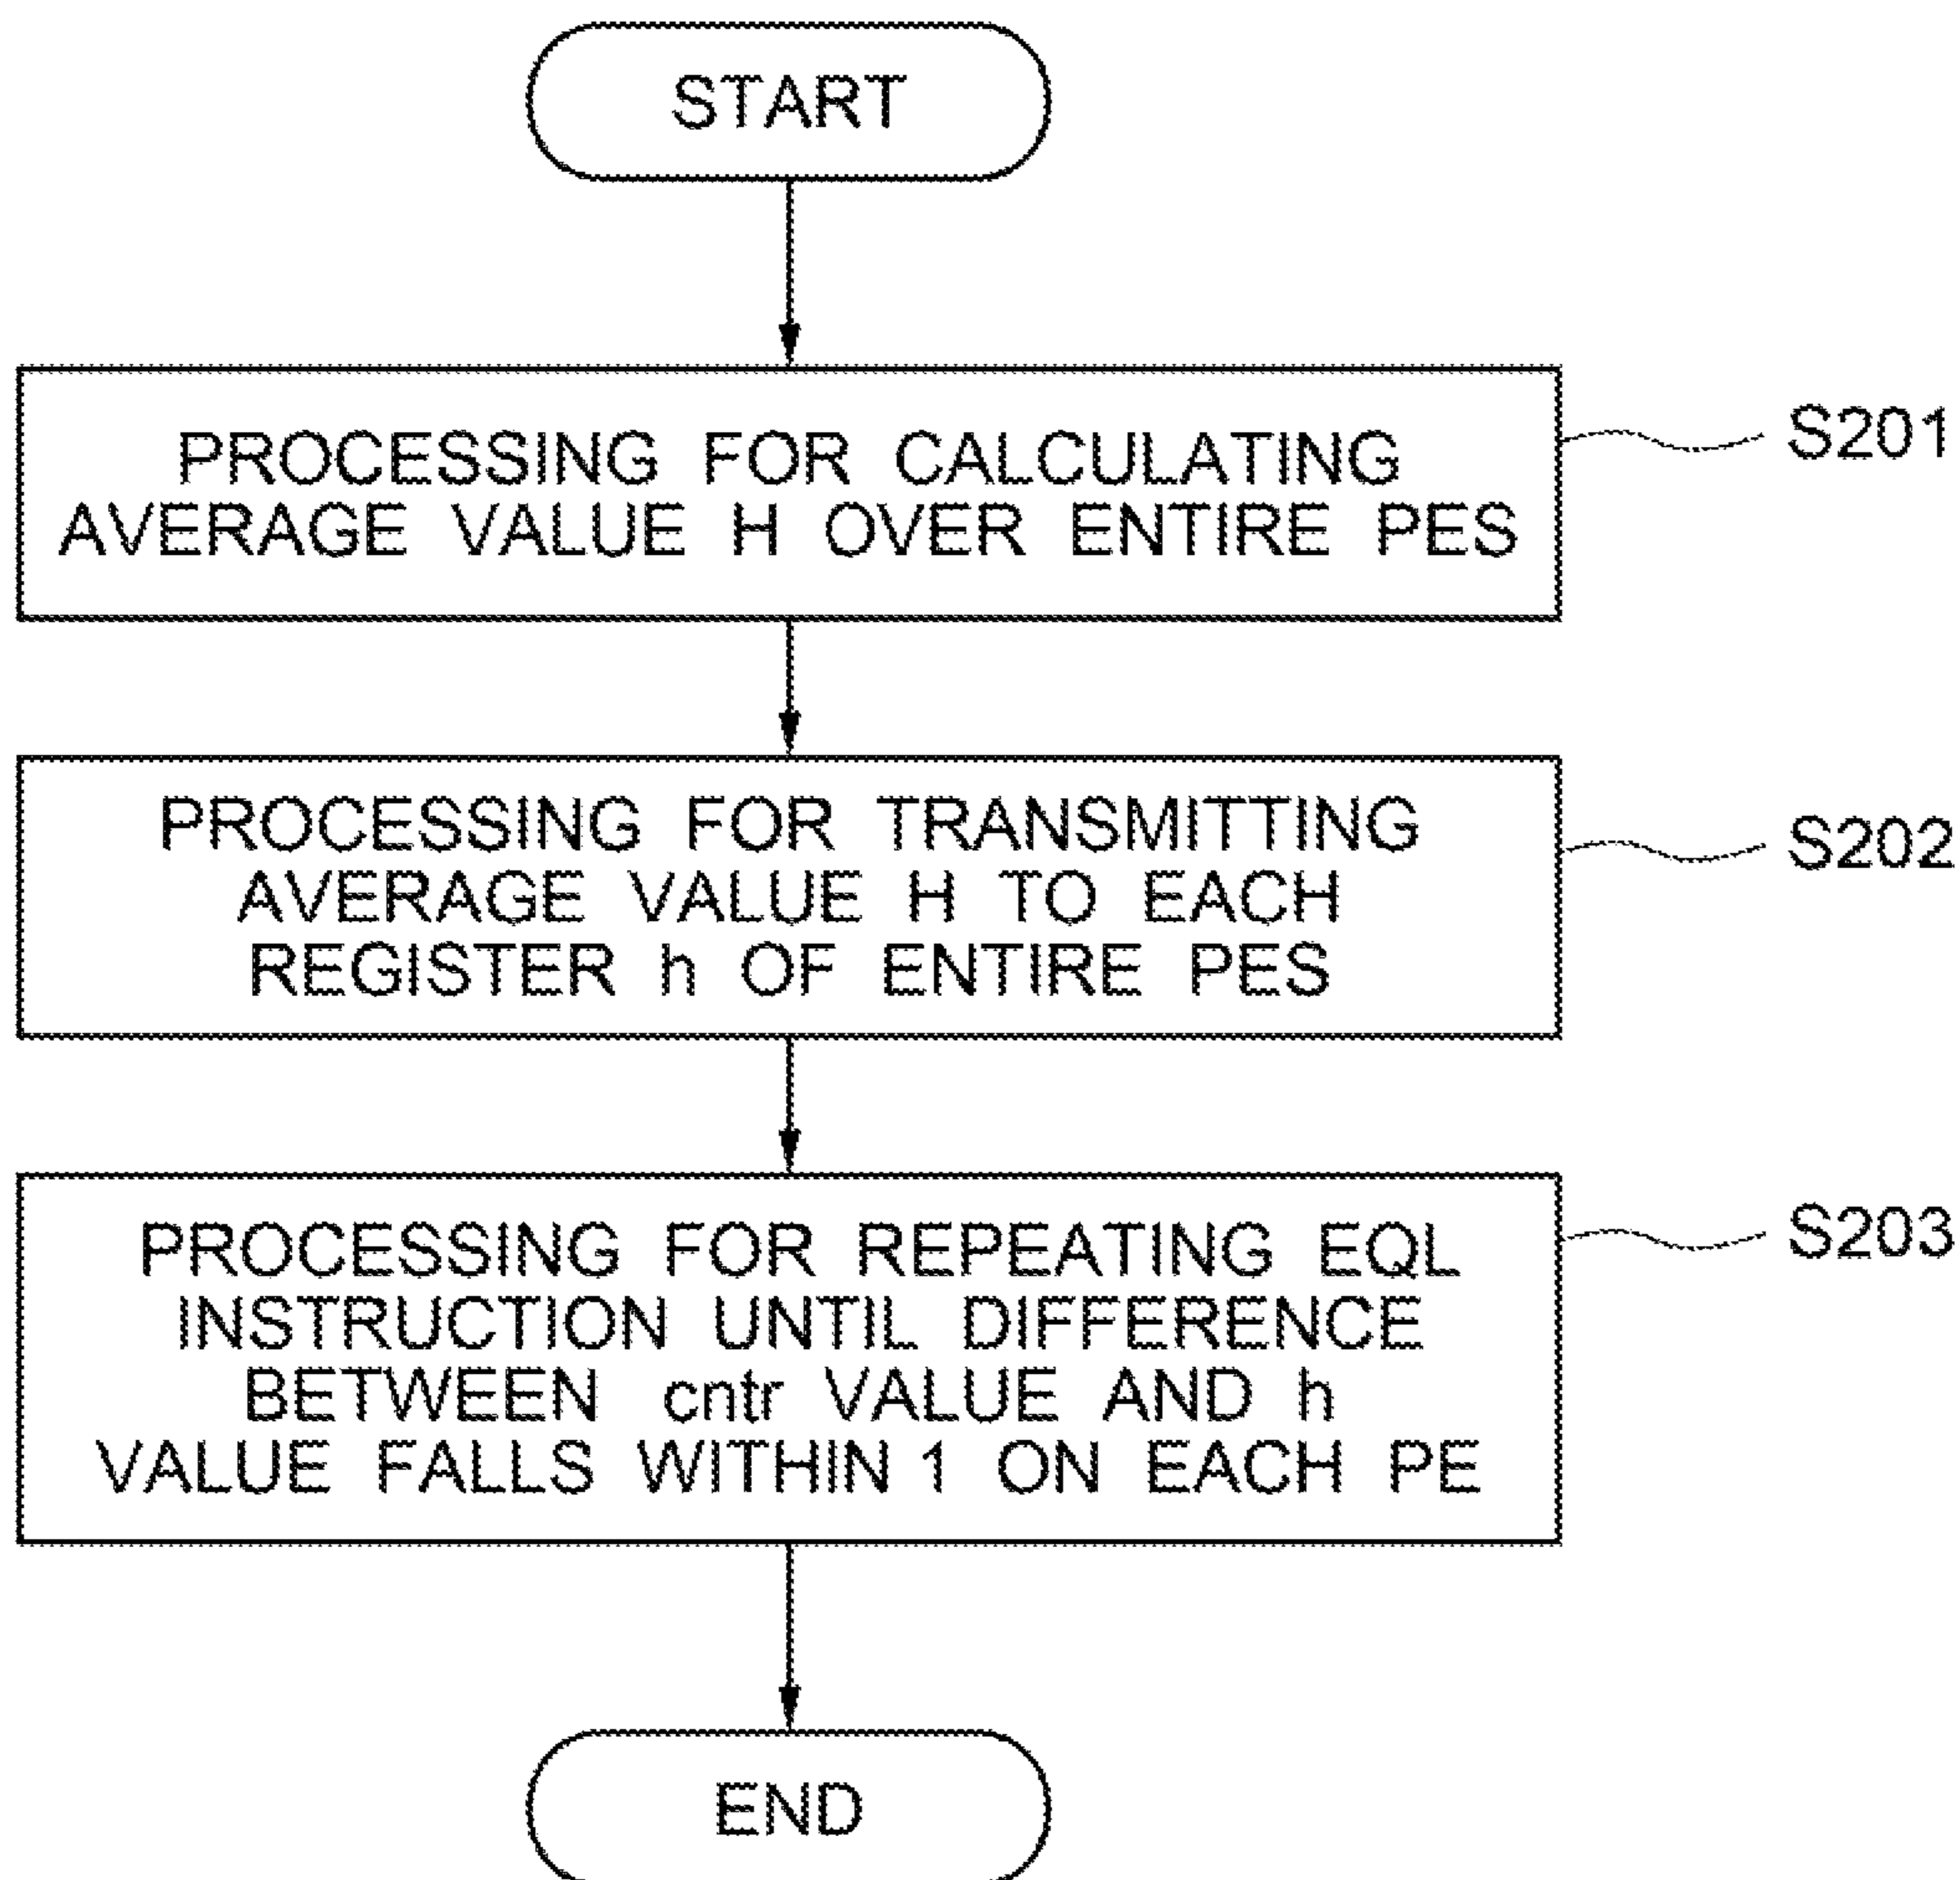 START
PROCESSING FOR CALCULATING
AVERAGE VALUE H OVER ENTIRE PES
S201
PROCESSING FOR TRANSMITTING
AVERAGE VALUE H TO EACH
REGISTER h OF ENTIRE PES
S202
PROCESSING FOR REPEATING EQL
INSTRUCTION UNTIL DIFFERENCE
BETWEEN cntr VALUE AND h
VALUE FALLS WITHIN 1 ON EACH PE
S203
END